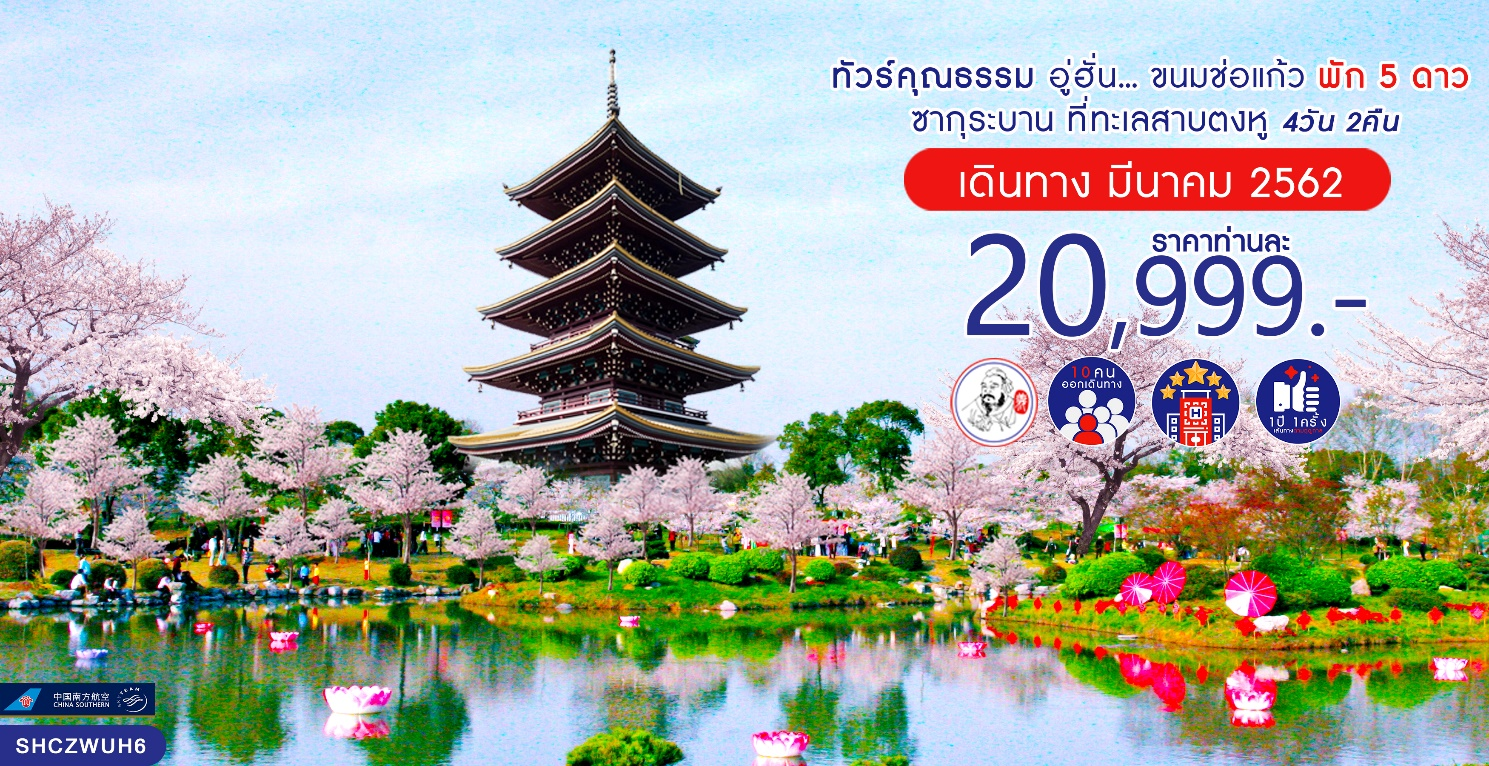 ทัวร์คุณธรรม อู่ฮั่น... ขนมช่อแก้ว พัก 5 ดาว
ซากุระบาน ที่ทะเลสาบตงหู 4วัน 2คืน
เดินทาง มีนาคม 2562
ราคาท่านละ
20,999.-
10 คน
ออกเดินทาง
H
1ปี 1ครั้ง
中国南方航空
CHINA SOUTHERN
SKYTEAM
SHCZWUH6